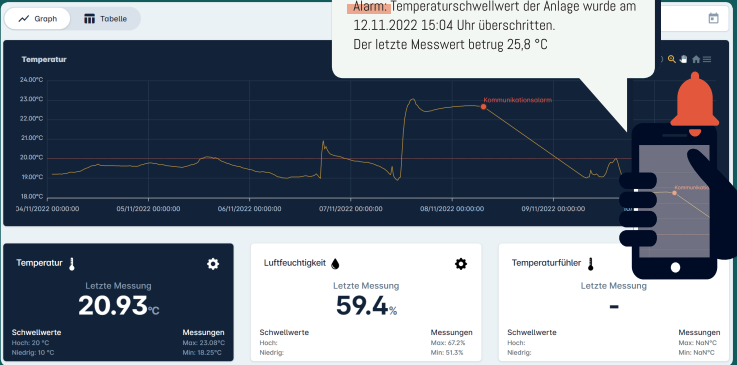 Graph
Tabelle
Alarm: Temperaturschwellwert der Anlage wurde am
12.11.2022 15:04 Uhr überschritten.
Der letzte Messwert betrug 25,8 °C
Temperatur
24.00°C
23.00°C
22.00°C
21.00°C
20.00°C
19.00°C
18.00°C
Kommunikationsalarm
04/11/2022 00:00:00
05/11/2022 00:00:00
06/11/2022 00:00:00
07/11/2022 00:00:00
08/11/2022 00:00:00
09/11/2022 00:00:00
Temperatur
Letzte Messung
20.93°C
Schwellwerte
Hoch: 20 °C
Niedrig: 10 °C
Messungen
Max: 23.08°C
Min: 18.25°C
Luftfeuchtigkeit
Letzte Messung
59.4%
Schwellwerte
Hoch:
Niedrig:
Messungen
Max: 67.2%
Min: 51.3%
Temperaturfühler
Letzte Messung
-
Schwellwerte
Hoch:
Niedrig:
Messungen
Max: NaN°C
Min: NaN°C